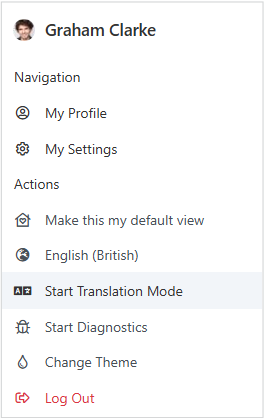 Graham Clarke
Navigation
My Profile
My Settings
Actions
Make this my default view
English (British)
Start Translation Mode
Start Diagnostics
Change Theme
Log Out